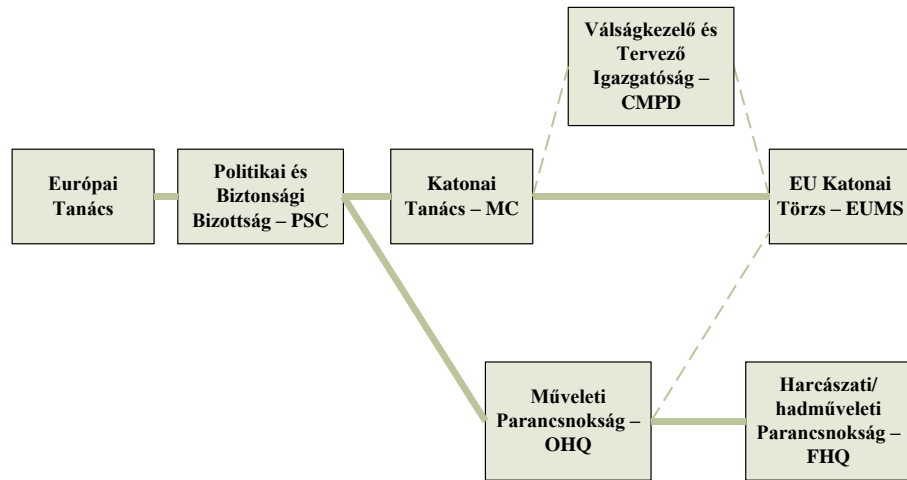 Válságkezelő és
Tervező
Igazgatóság –
CMPD
Európai
Tanács
Politikai és
Biztonsági
Bizottság – PSC
Katonai
Tanács – MC
EU Katonai
Törzs – EUMS
Műveleti
Parancsnokság –
OHQ
Harcászati/
hadműveleti
Parancsnokság –
FHQ